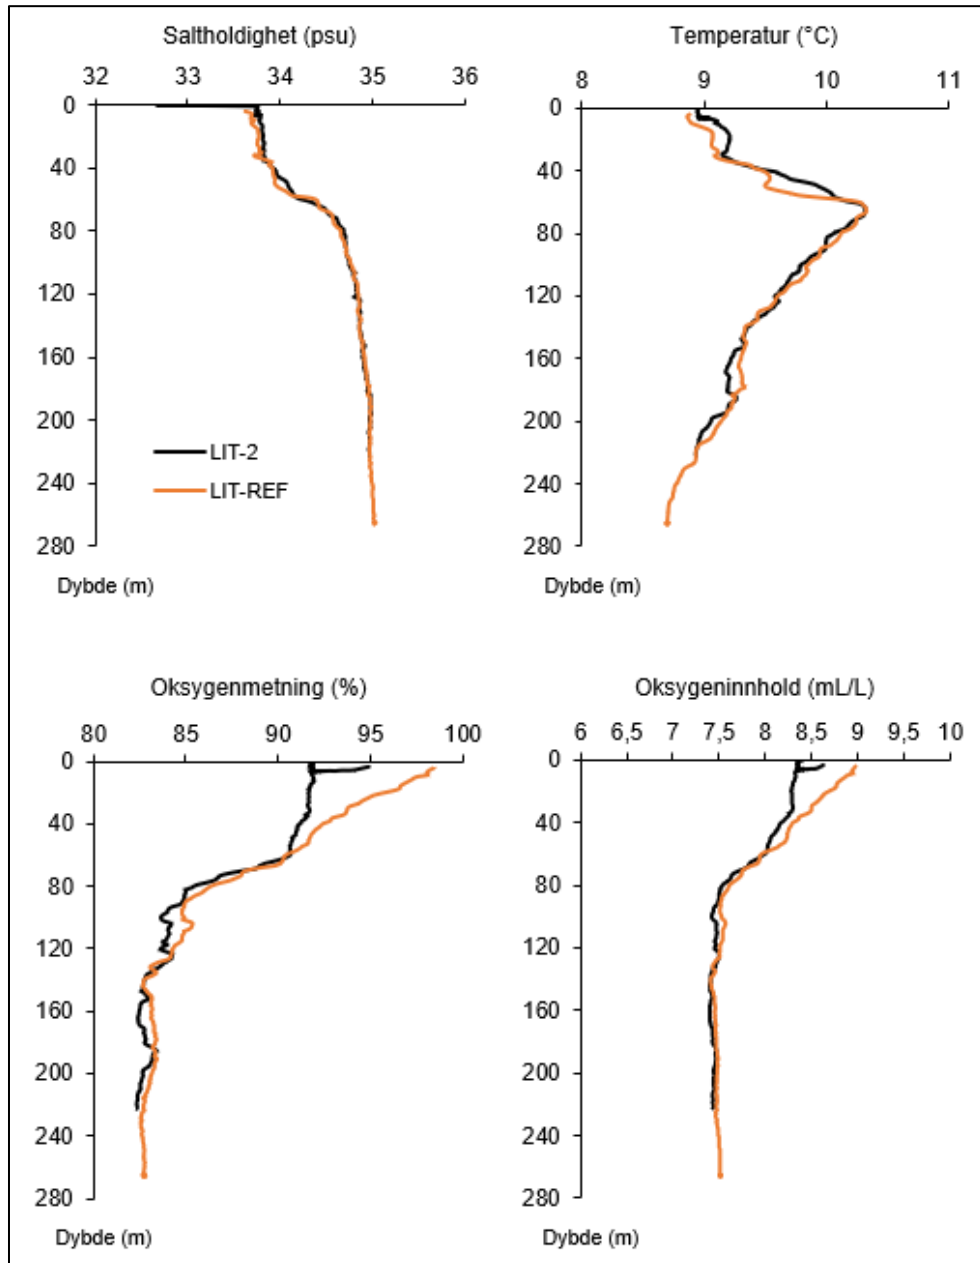 Saltholdighet (psu)
32 33 34 35 36
0
40
80
120
160
200
240
280
LIT-2
LIT-REF
Dybde (m)
Temperatur (°C)
8 9 10 11
0
40
80
120
160
200
240
280
Dybde (m)
Oksygenmetning (%)
80 85 90 95 100
0
40
80
120
160
200
240
280
Dybde (m)
Oksygeninnhold (mL/L)
6 6,5 7 7,5 8 8,5 9 9,5 10
0
40
80
120
160
200
240
280
Dybde (m)